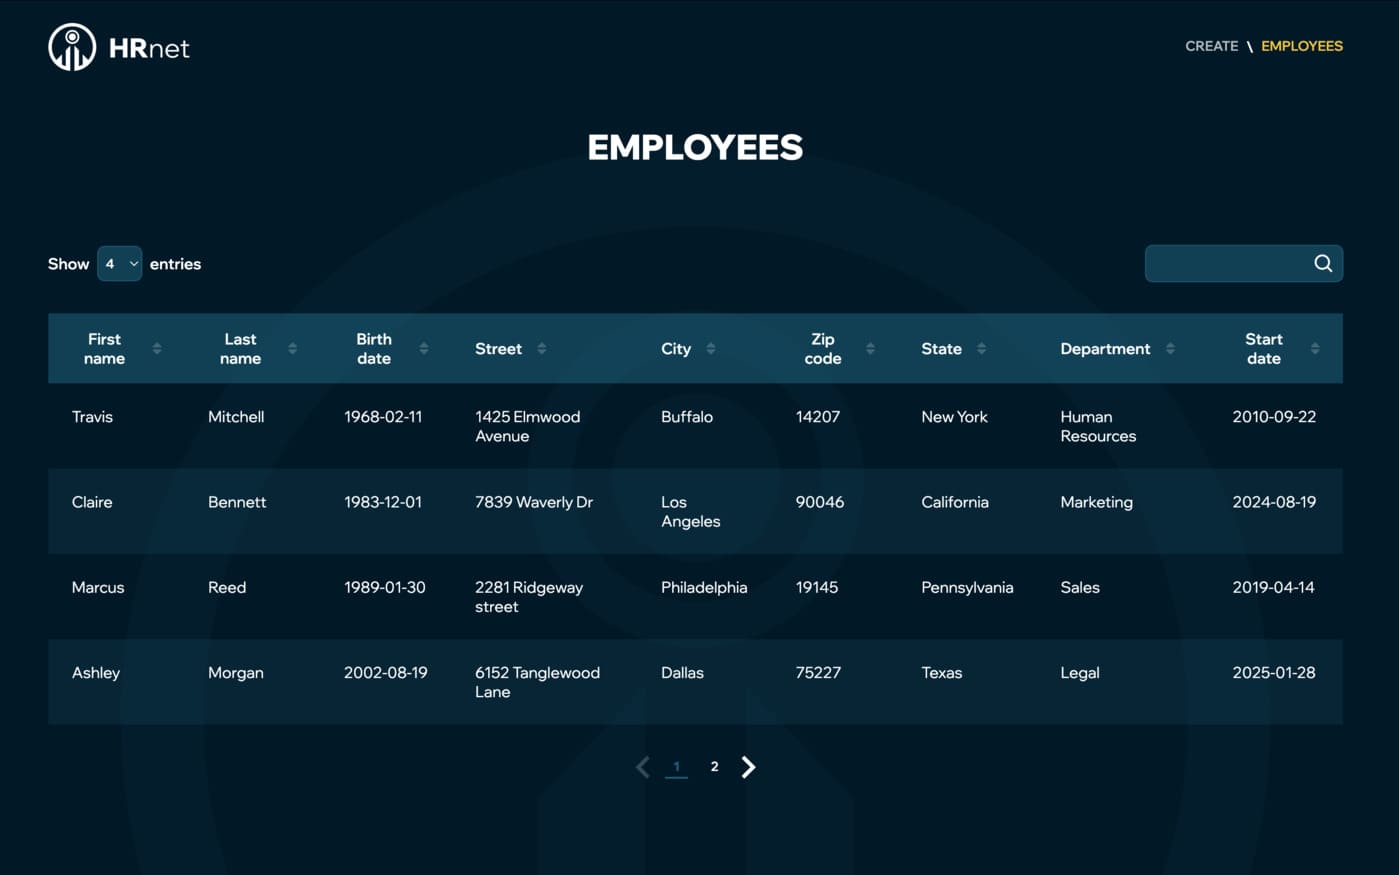 HRnet
CREATE \ EMPLOYEES
EMPLOYEES
Show 4 entries
First name Last name Birth date Street City Zip code State Department Start date
Travis Mitchell 1968-02-11 1425 Elmwood Avenue Buffalo 14207 New York Human Resources 2010-09-22
Claire Bennett 1983-12-01 7839 Waverly Dr Los Angeles 90046 California Marketing 2024-08-19
Marcus Reed 1989-01-30 2281 Ridgeway street Philadelphia 19145 Pennsylvania Sales 2019-04-14
Ashley Morgan 2002-08-19 6152 Tanglewood Lane Dallas 75227 Texas Legal 2025-01-28
1 2